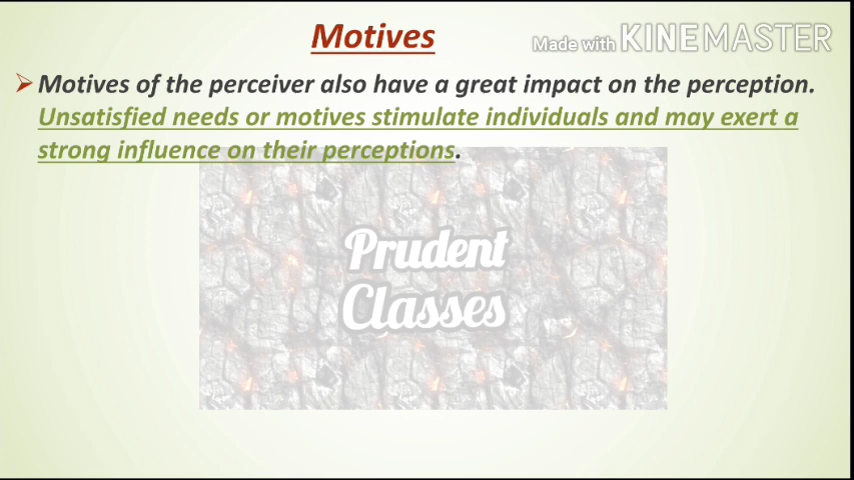 Motives
Made with KINEMASTER
Motives of the perceiver also have a great impact on the perception.
Unsatisfied needs or motives stimulate individuals and may exert a
strong influence on their perceptions.
Prudent
Classes